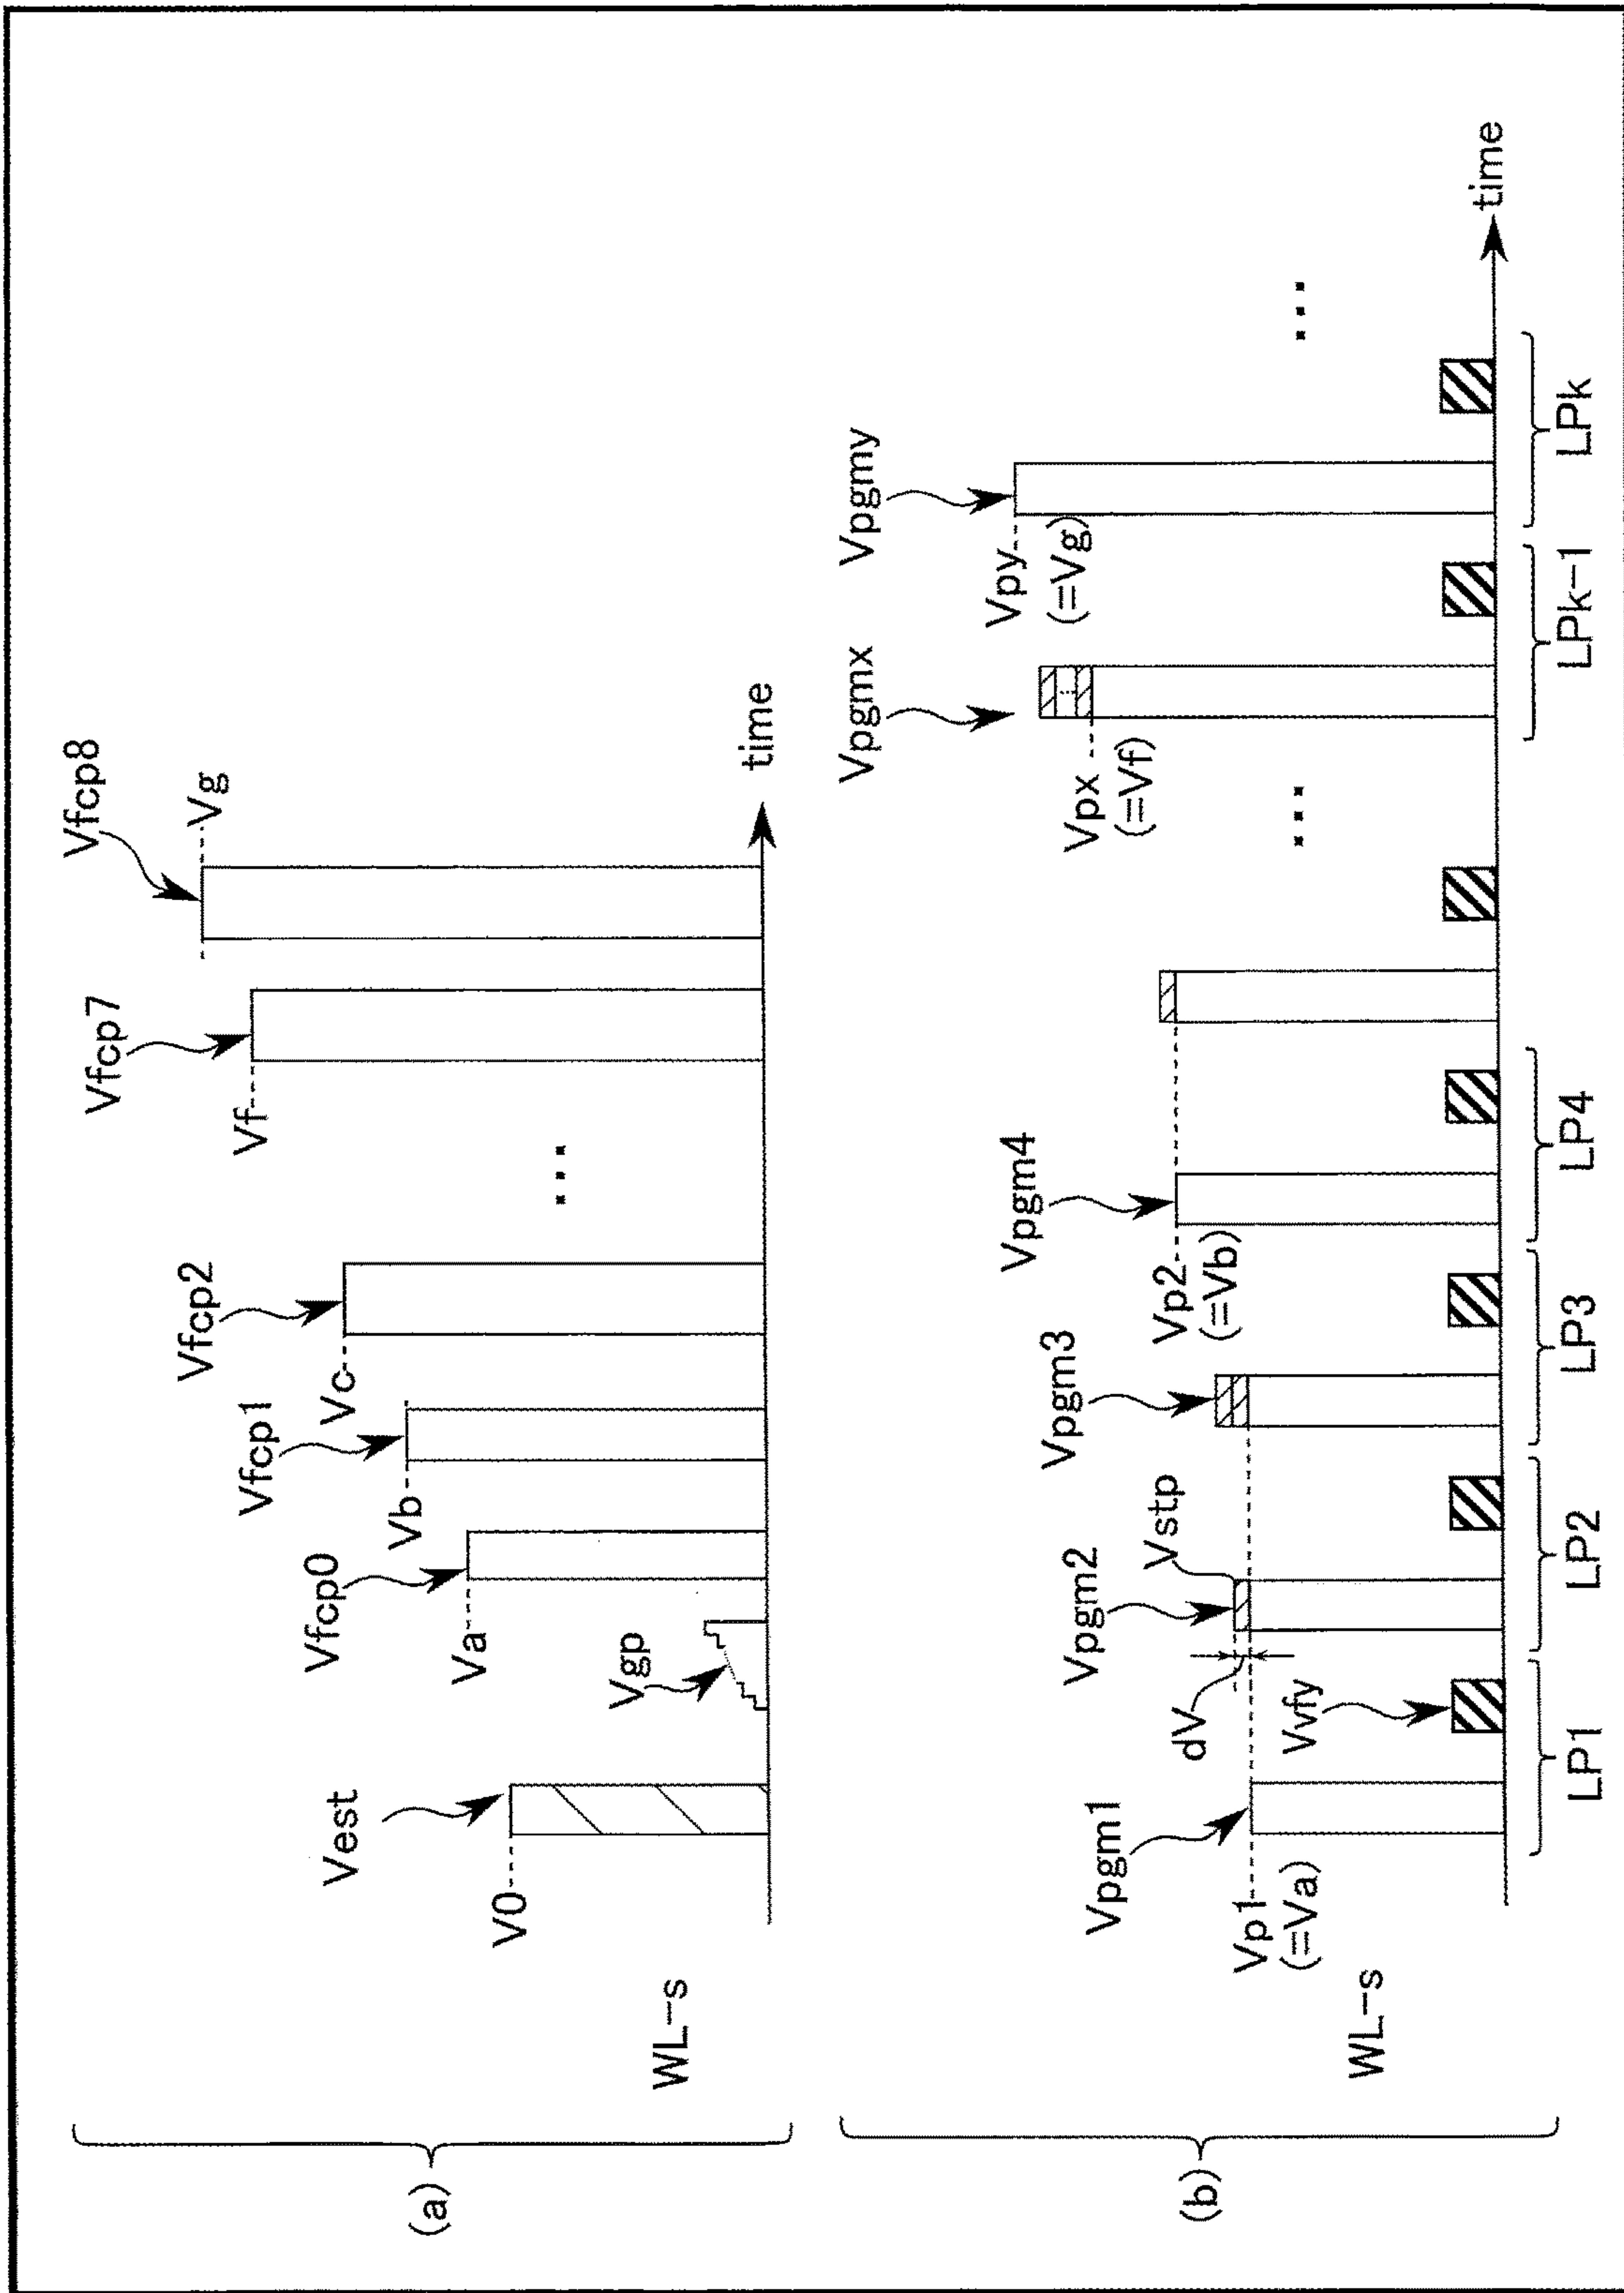 (a)
WL-s
V0
Vest
Vgp
Va
Vfcp0
Vb
Vfcp1
Vc
Vfcp2
...
Vf
Vfcp7
Vfcp8
Vg
time
(b)
WL-s
Vp1
(=Va)
Vpgm1
Vvfy
dV
Vpgm2
Vstp
Vpgm3
Vp2
(=Vb)
Vpgm4
...
Vpx
(=Vf)
Vpgmx
Vpy
(=Vg)
Vpgmy
...
time
LP1
LP2
LP3
LP4
LPk-1
LPk